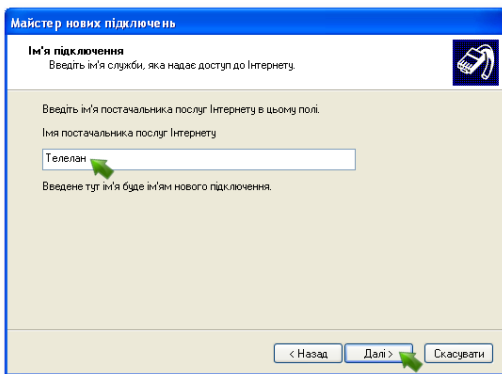 Майстер нових підключень
Ім'я підключення
Введіть ім'я служби, яка надає доступ до Інтернету.
Введіть ім'я постачальника послуг Інтернету в цьому полі.
Імя постачальника послуг Інтернету
Телелан
Введене тут ім'я буде ім'ям нового підключення.
< Назад Далі > Скасувати